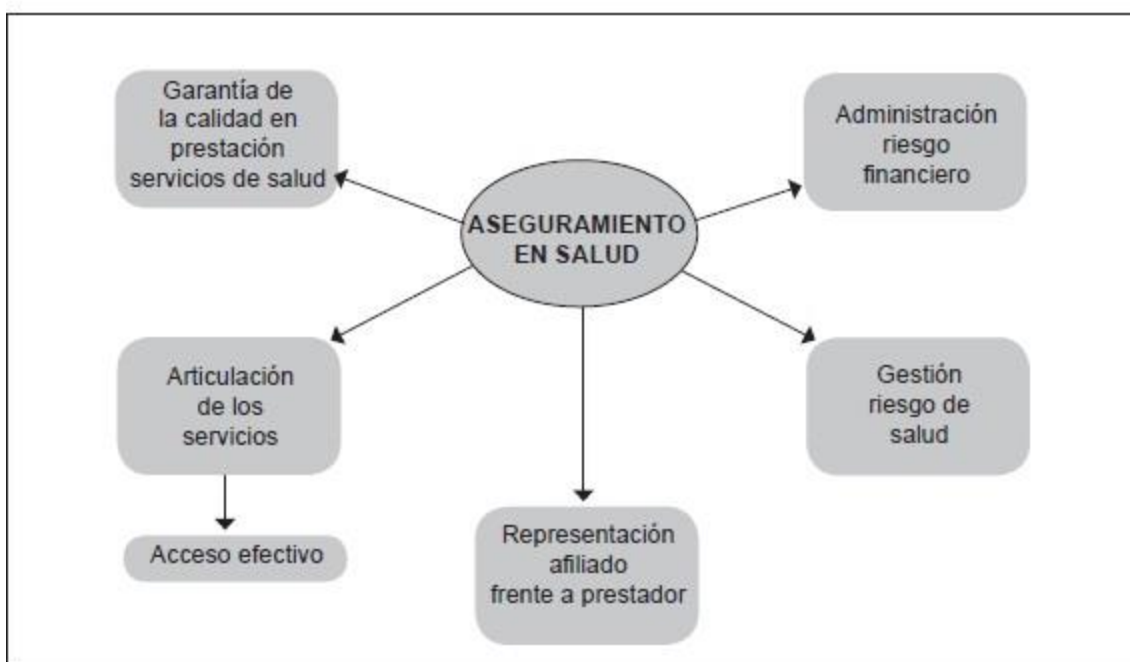 Garantía de
la calidad en
prestación
servicios de salud
Administración
riesgo
financiero
ASEGURAMIENTO
EN SALUD
Articulación
de los
servicios
Gestión
riesgo de
salud
Acceso efectivo
Representación
afiliado
frente a prestador